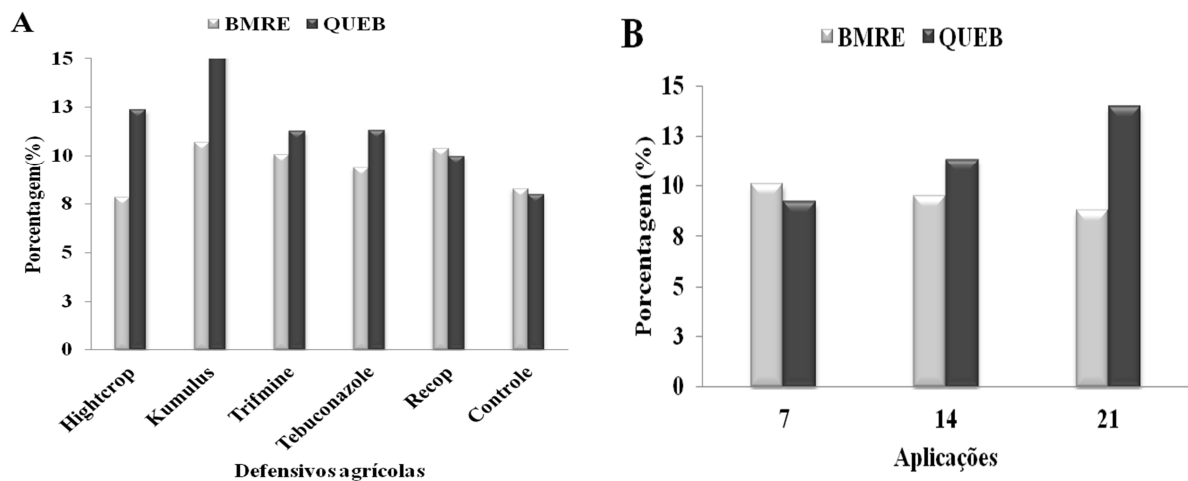 A
BMRE QUEB
15
13
10
8
5
3
0
Porcentagem(%)
Hightcrop
Kumulus
Trifmine
Tebuconazole
Recop
Controle
Defensivos agrícolas
B
BMRE QUEB
15
13
10
8
5
3
0
Porcentagem (%)
7 14 21
Aplicações